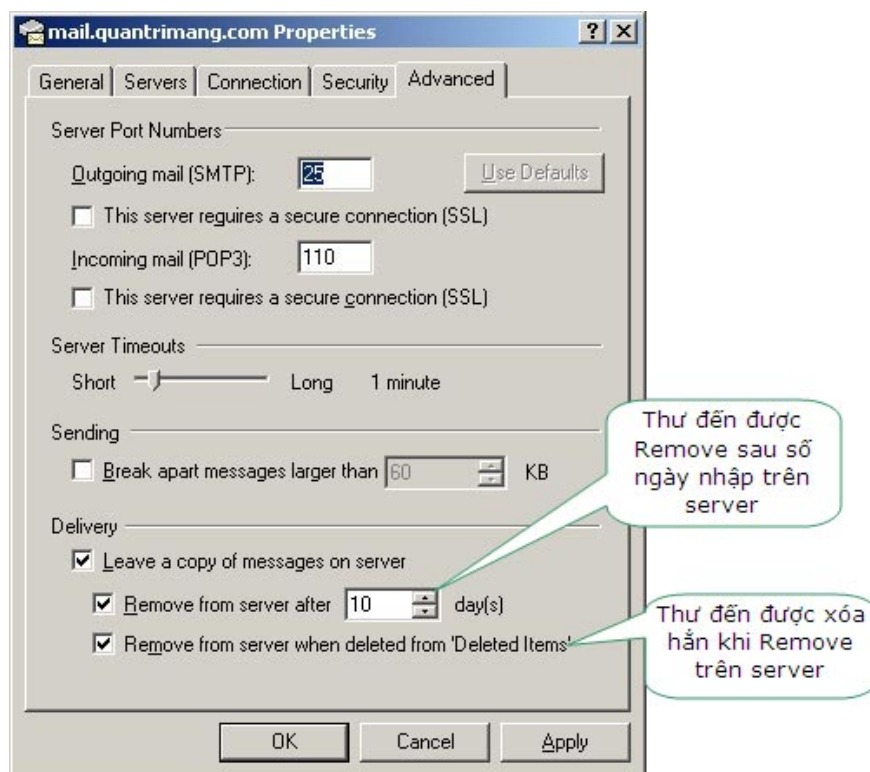 mail.quantrimang.com Properties
General Servers Connection Security Advanced
Server Port Numbers
Outgoing mail (SMTP): 25 Use Defaults
This server requires a secure connection (SSL)
Incoming mail (POP3): 110
This server requires a secure connection (SSL)
Server Timeouts
Short Long 1 minute
Sending
Break apart messages larger than 60 KB
Delivery
Leave a copy of messages on server
Remove from server after 10 day(s)
Remove from server when deleted from 'Deleted Items'
OK Cancel Apply
Thư đến được
Remove sau số
ngày nhập trên
server
Thư đến được xóa
hẳn khi Remove
trên server